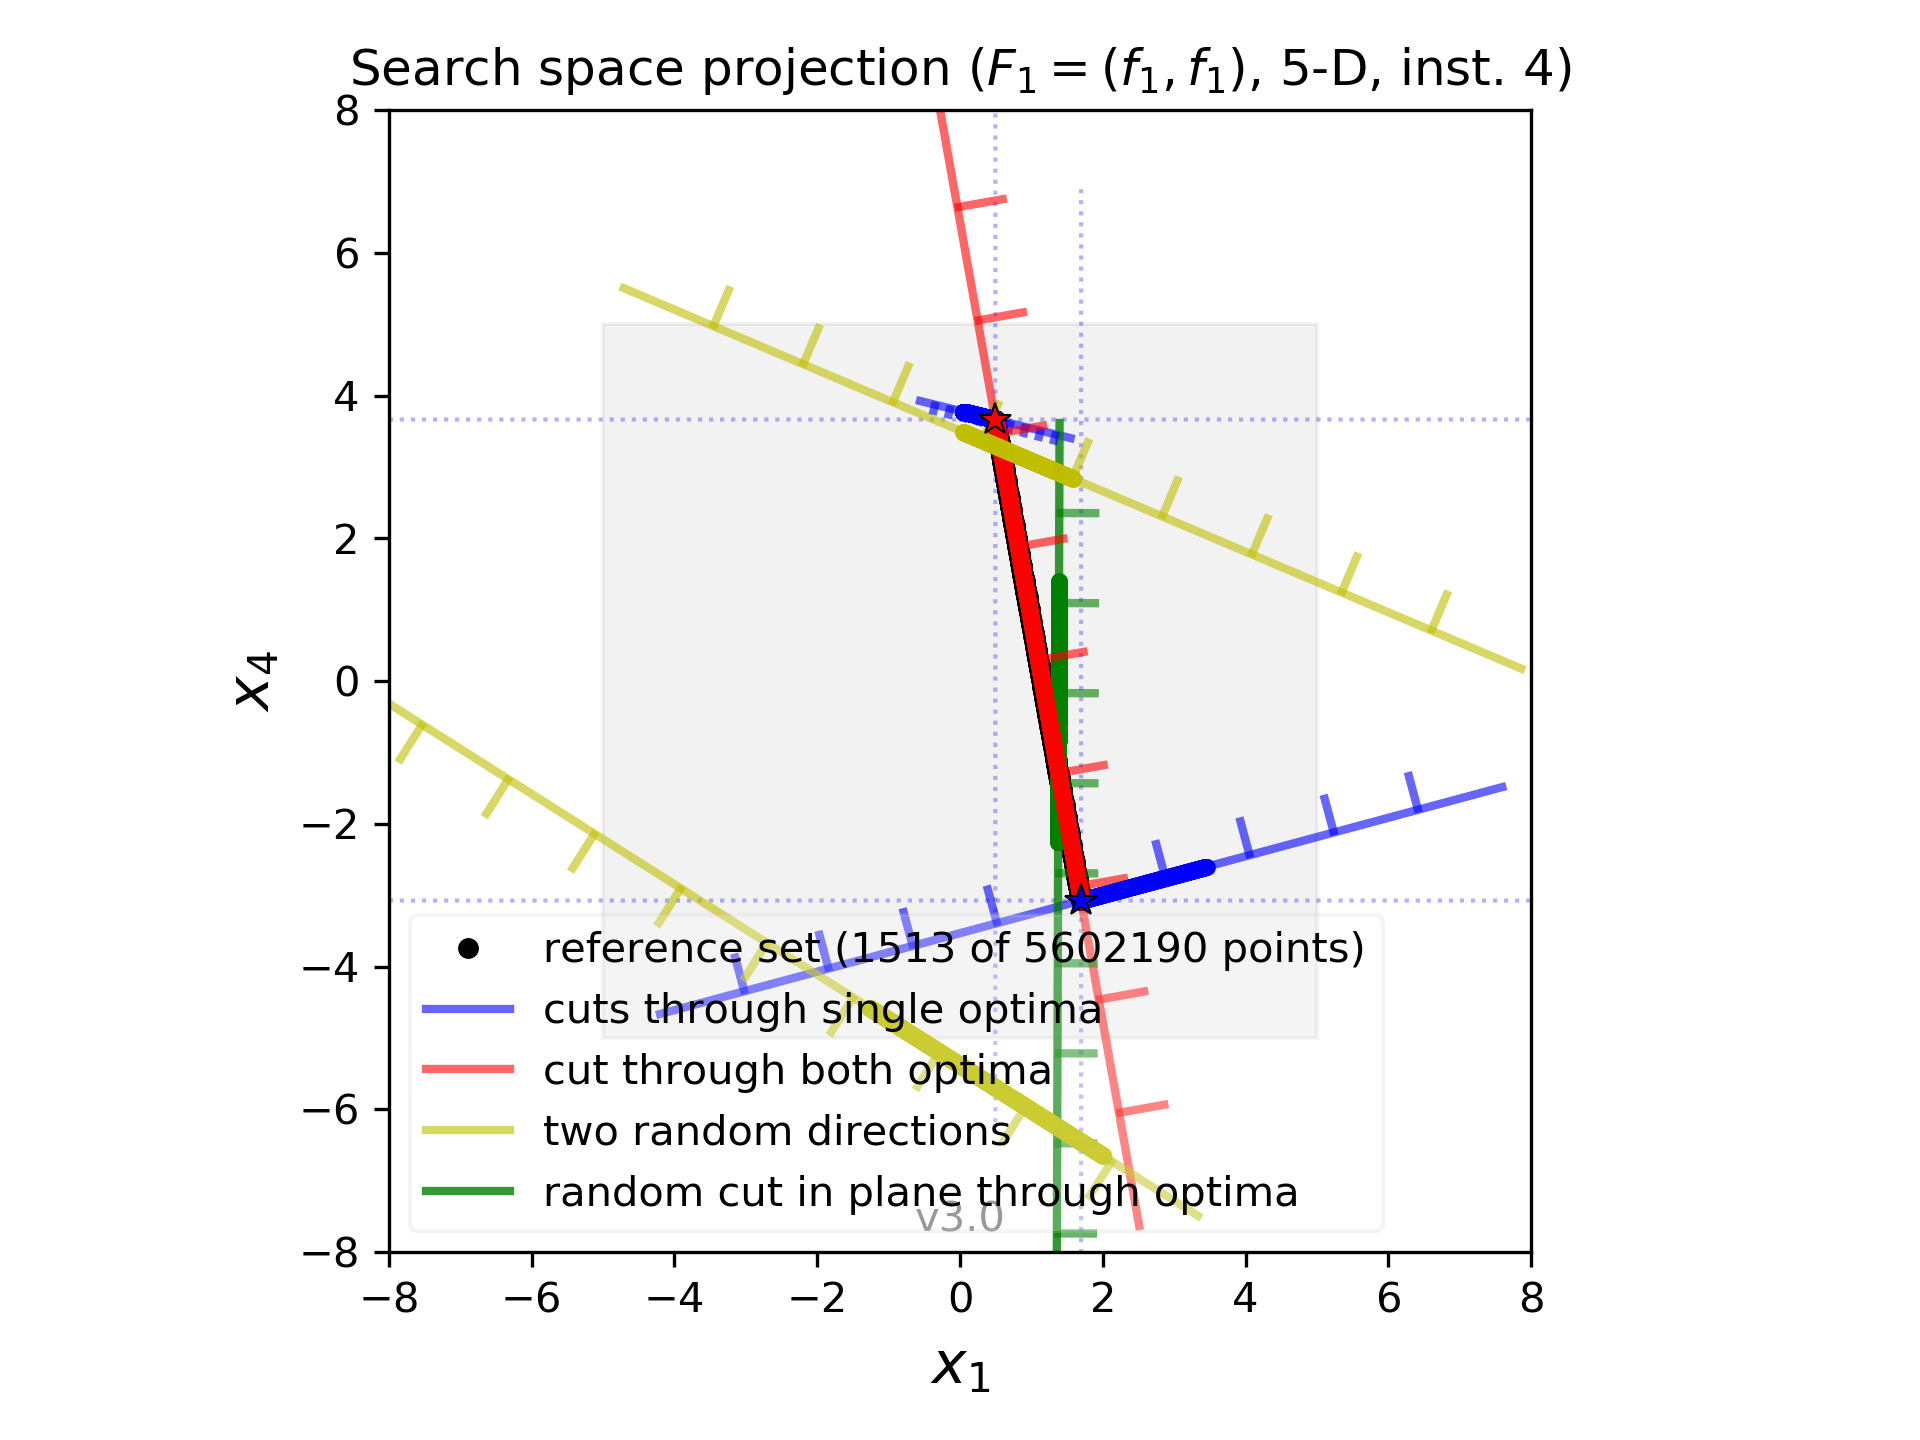 Search space projection (F₁ = (f₁, f₁), 5-D, inst. 4)
8
6
4
2
0
−2
−4
−6
−8
x₄
reference set (1513 of 5602190 points)
cuts through single optima
cut through both optima
two random directions
random cut in plane through optima
v3.0
−8 −6 −4 −2 0 2 4 6 8
x₁